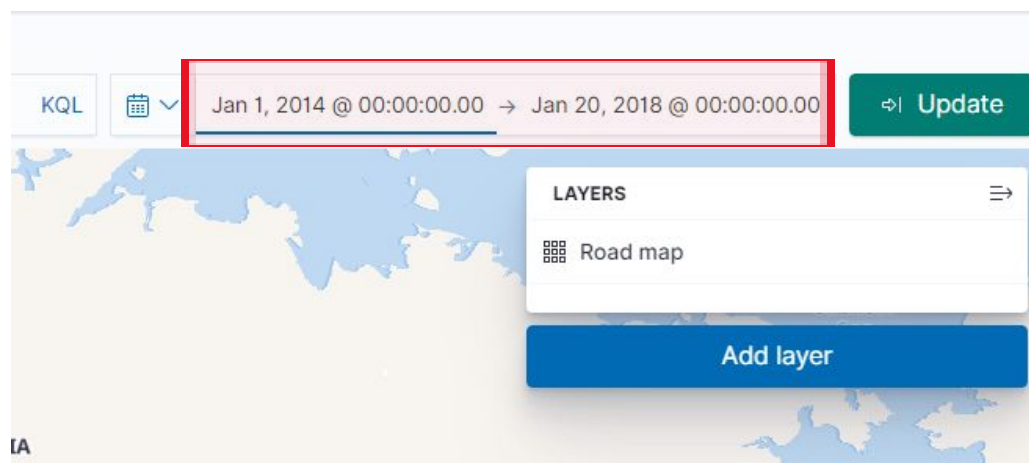 KQL Jan 1, 2014 @ 00:00:00.00 → Jan 20, 2018 @ 00:00:00.00 Update
LAYERS
Road map
Add layer
IA